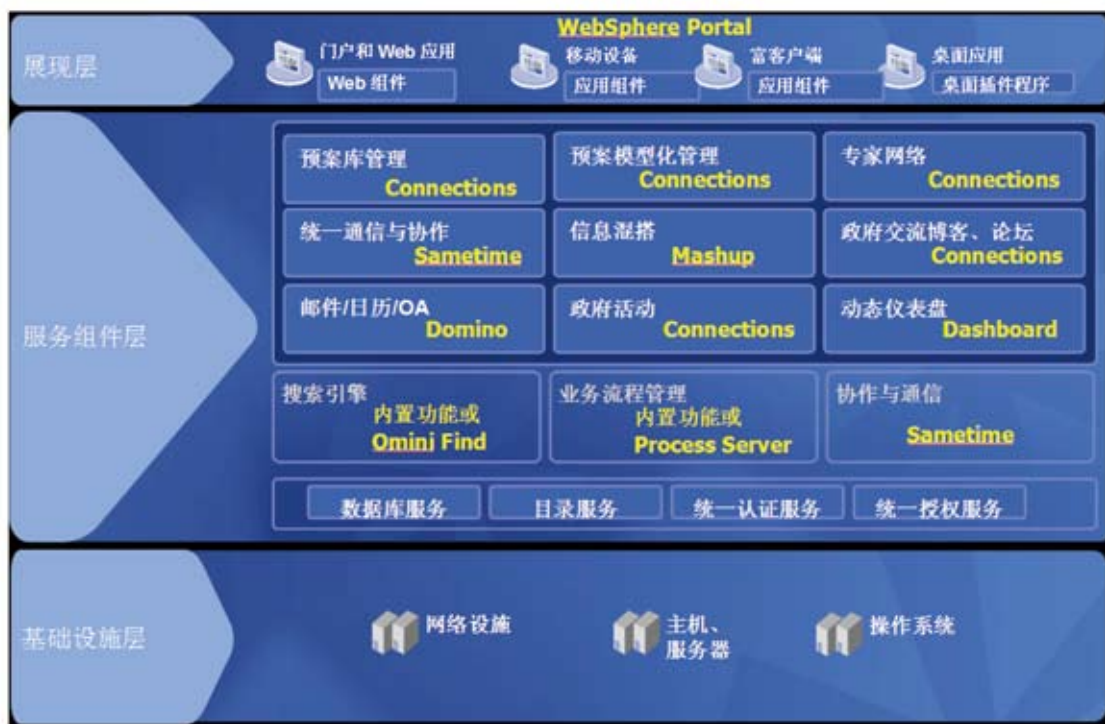 展现层
WebSphere Portal
门户和 Web 应用
Web 组件
移动设备
应用组件
富客户端
应用组件
桌面应用
桌面插件程序
服务组件层
预案库管理
Connections
预案模型化管理
Connections
专家网络
Connections
统一通信与协作
Sametime
信息混搭
Mashup
政府交流博客、论坛
Connections
邮件/日历/OA
Domino
政府活动
Connections
动态仪表盘
Dashboard
搜索引擎
内置功能或
Omini Find
业务流程管理
内置功能或
Process Server
协作与通信
Sametime
数据库服务
目录服务
统一认证服务
统一授权服务
基础设施层
网络设施
主机、
服务器
操作系统